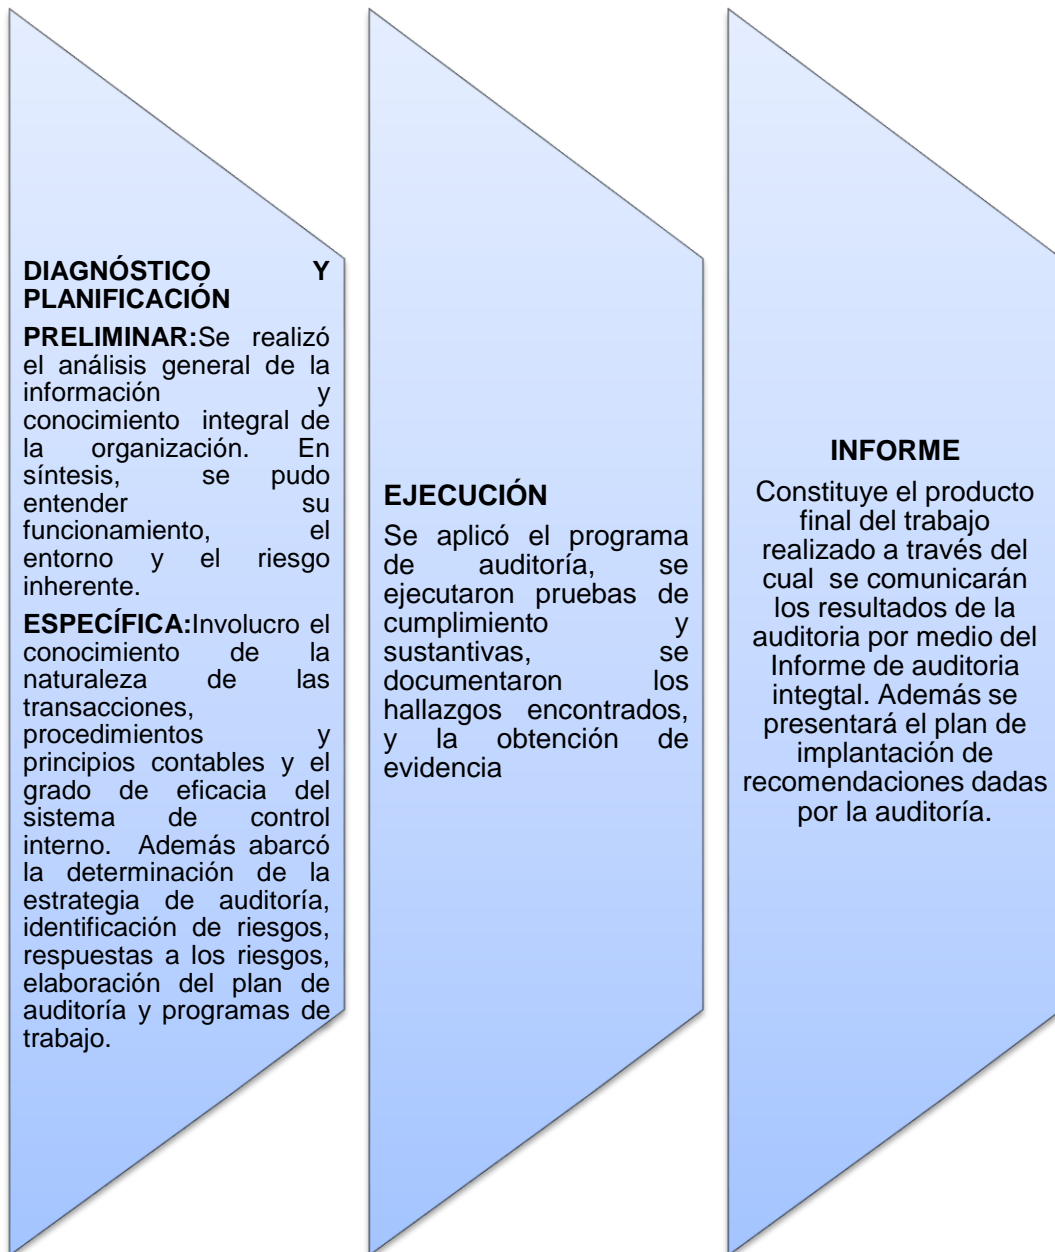 DIAGNÓSTICO Y
PLANIFICACIÓN
PRELIMINAR:Se realizó
el análisis general de la
información y
conocimiento integral de
la organización. En
síntesis, se pudo
entender su
funcionamiento, el
entorno y el riesgo
inherente.
ESPECÍFICA:Involucro el
conocimiento de la
naturaleza de las
transacciones,
procedimientos y
principios contables y el
grado de eficacia del
sistema de control
interno. Además abarcó
la determinación de la
estrategia de auditoría,
identificación de riesgos,
respuestas a los riesgos,
elaboración del plan de
auditoría y programas de
trabajo.
EJECUCIÓN
Se aplicó el programa
de auditoría, se
ejecutaron pruebas de
cumplimiento y
sustantivas, se
documentaron los
hallazgos encontrados,
y la obtención de
evidencia
INFORME
Constituye el producto
final del trabajo
realizado a través del
cual se comunicarán
los resultados de la
auditoria por medio del
Informe de auditoria
integtal. Además se
presentará el plan de
implantación de
recomendaciones dadas
por la auditoría.